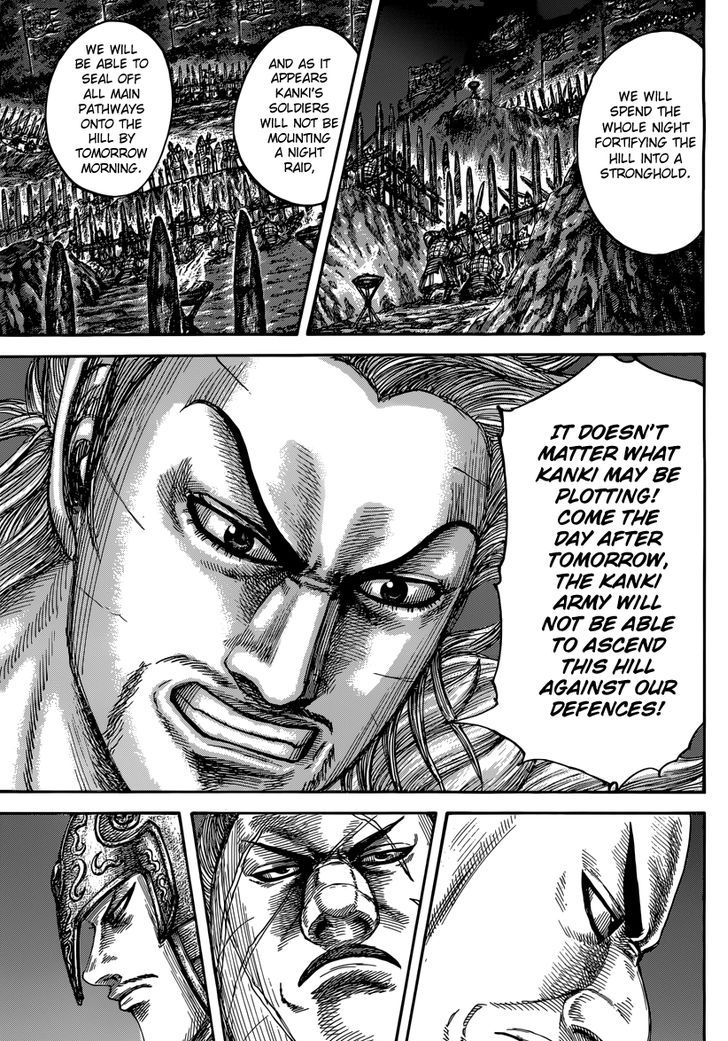 WE WILL
SPEND THE
WHOLE NIGHT
FORTIFYING THE
HILL INTO A
STRONGHOLD.
AND AS IT
APPEARS
KANKI'S
SOLDIERS
WILL NOT BE
MOUNTING
A NIGHT
RAID,
WE WILL
BE ABLE TO
SEAL OFF
ALL MAIN
PATHWAYS
ONTO THE
HILL BY
TOMORROW
MORNING.
IT DOESN'T
MATTER WHAT
KANKI MAY BE
PLOTTING!
COME THE
DAY AFTER
TOMORROW,
THE KANKI
ARMY WILL
NOT BE ABLE
TO ASCEND
THIS HILL
AGAINST OUR
DEFENCES!